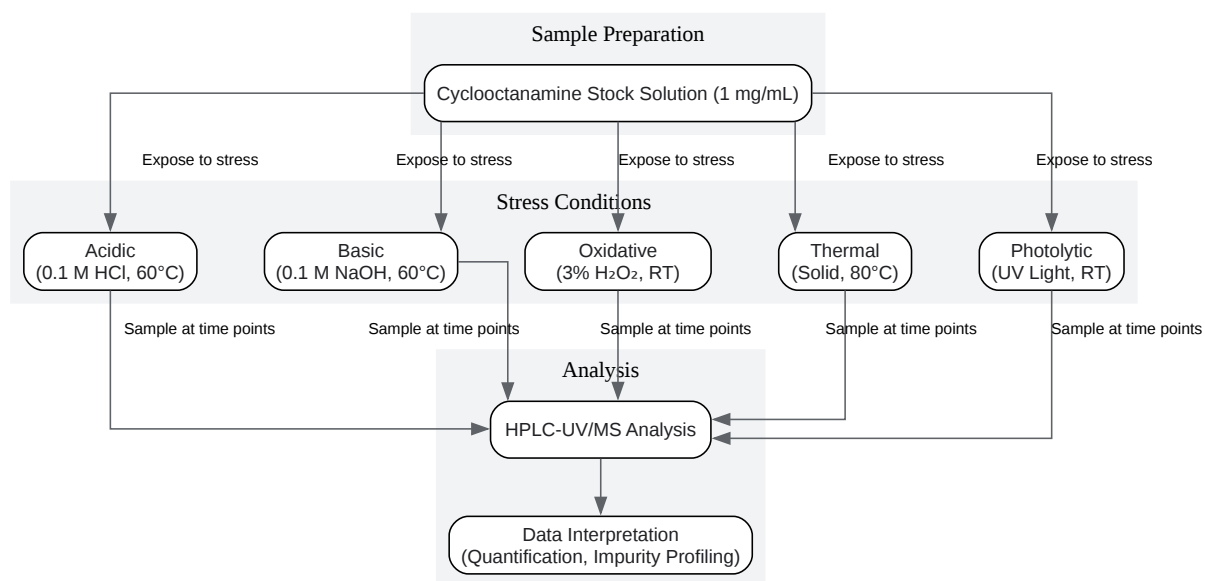 Sample Preparation
Cyclooctanamine Stock Solution (1 mg/mL)
Expose to stress
Expose to stress
Expose to stress
Expose to stress
Expose to stress
Stress Conditions
Acidic
(0.1 M HCl, 60°C)
Basic
(0.1 M NaOH, 60°C)
Oxidative
(3% H₂O₂, RT)
Thermal
(Solid, 80°C)
Photolytic
(UV Light, RT)
Sample at time points
Sample at time points
Sample at time points
Sample at time points
Sample at time points
Analysis
HPLC-UV/MS Analysis
Data Interpretation
(Quantification, Impurity Profiling)